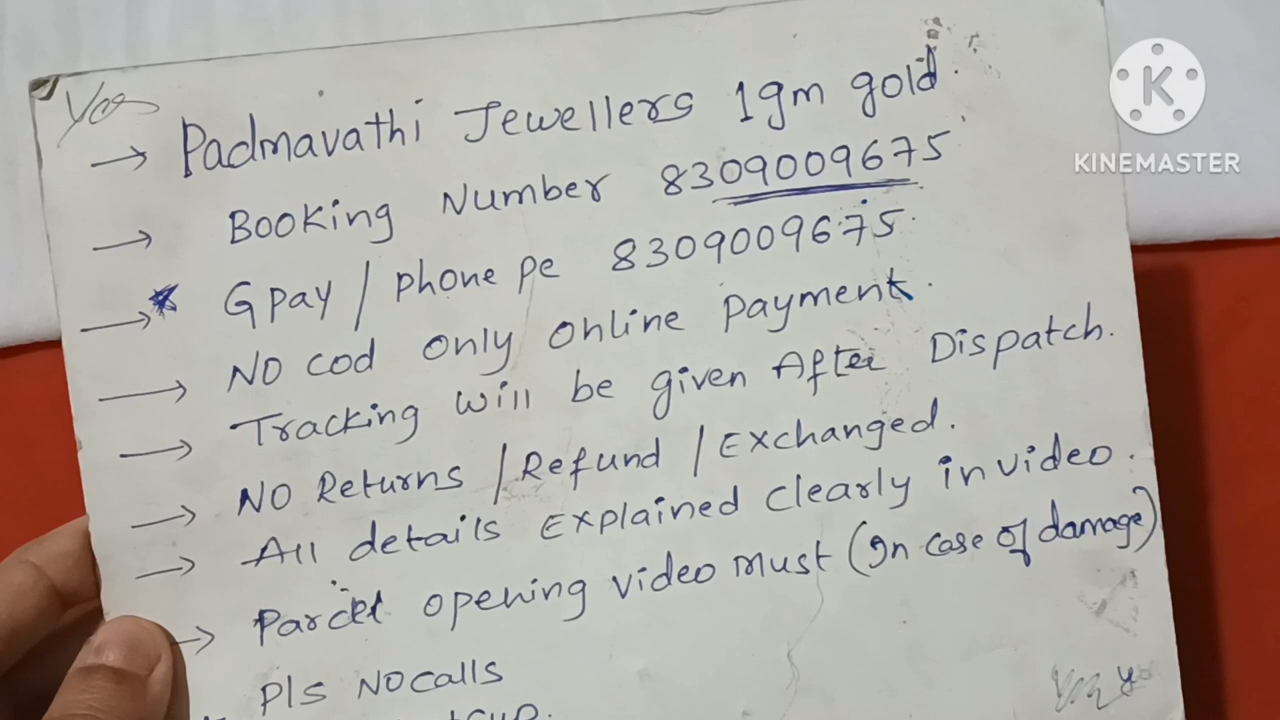 Padmavathi Jewellers 1gm gold.
Booking Number 8309009675
Gpay / phone pe 8309009675.
NO cod only online payment.
Tracking will be given After Dispatch.
NO Returns / Refund / Exchanged.
All details Explained clearly in video.
Parcel opening video must (In case of damage)
Pls NO calls
KINEMASTER